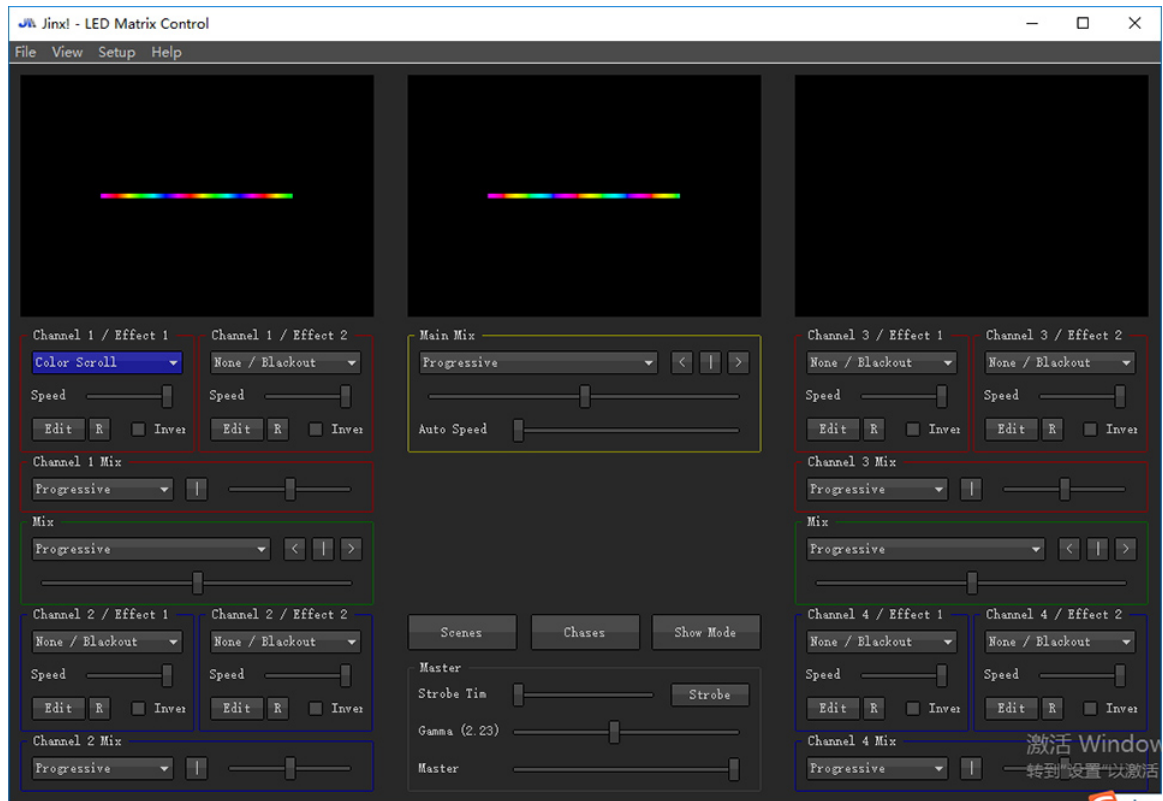 Jinx! - LED Matrix Control
File View Setup Help
Channel 1 / Effect 1
Color Scroll
Speed
Edit R Inver
Channel 1 / Effect 2
None / Blackout
Speed
Edit R Inver
Channel 1 Mix
Progressive |
Mix
Progressive < | >
Channel 2 / Effect 1
None / Blackout
Speed
Edit R Inver
Channel 2 / Effect 2
None / Blackout
Speed
Edit R Inver
Channel 2 Mix
Progressive |
Main Mix
Progressive < | >
Auto Speed
Scenes Chases Show Mode
Master
Strobe Tim Strobe
Gamma (2.23)
Master
Channel 3 / Effect 1
None / Blackout
Speed
Edit R Inver
Channel 3 / Effect 2
None / Blackout
Speed
Edit R Inver
Channel 3 Mix
Progressive |
Mix
Progressive < | >
Channel 4 / Effect 1
None / Blackout
Speed
Edit R Inver
Channel 4 / Effect 2
None / Blackout
Speed
Edit R Inver
Channel 4 Mix
Progressive |
激活 Window
转到"设置"以激活